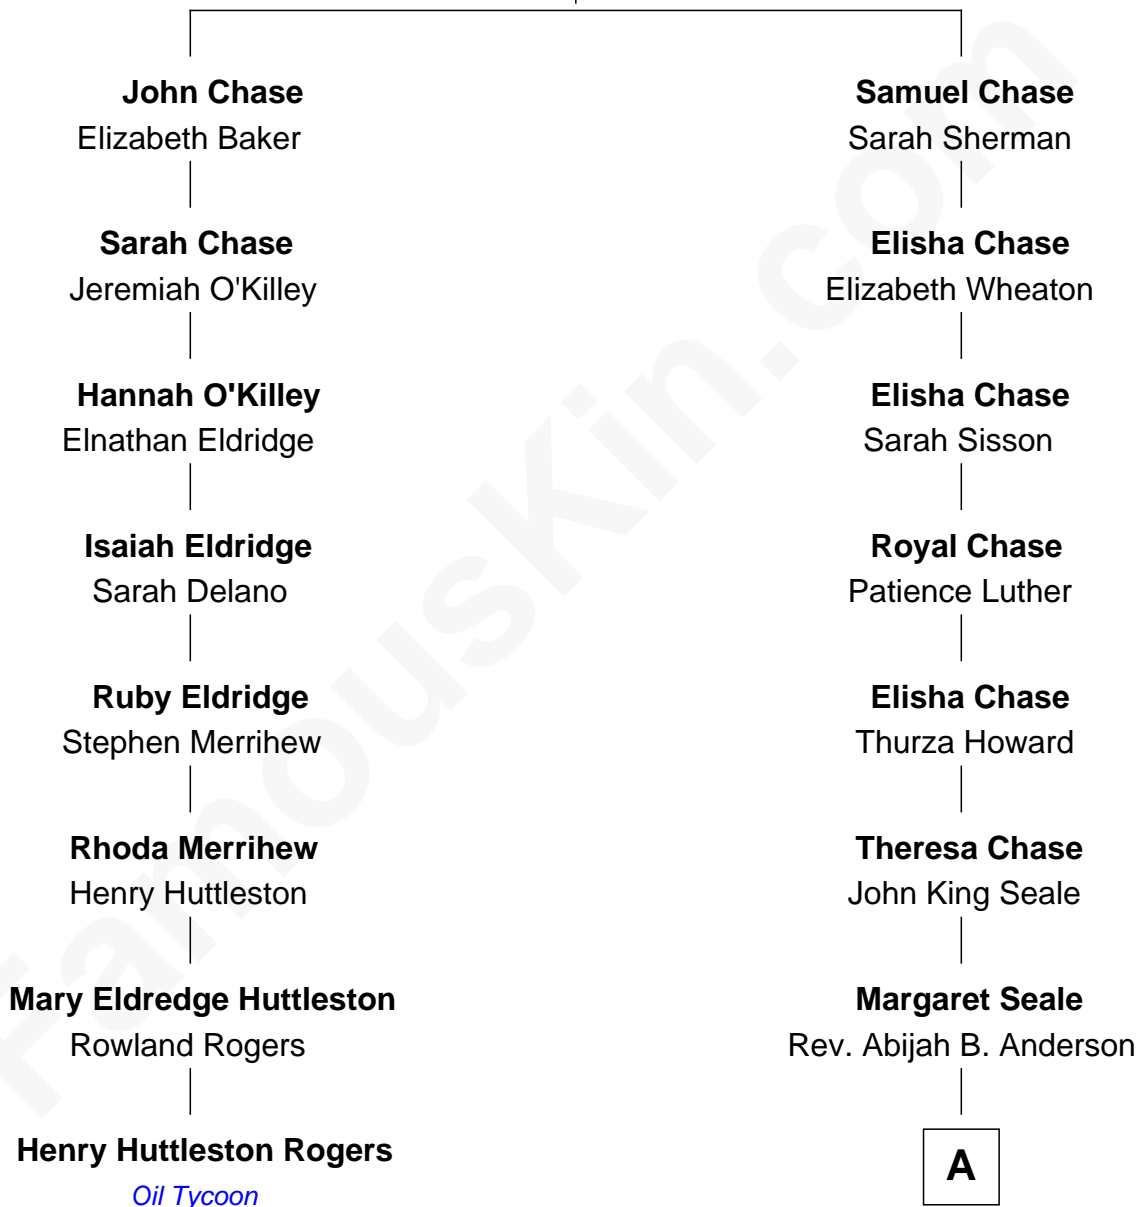 John Chase
Elizabeth Baker
Sarah Chase
Jeremiah O'Killey
Hannah O'Killey
Elnathan Eldridge
Isaiah Eldridge
Sarah Delano
Ruby Eldridge
Stephen Merrihew
Rhoda Merrihew
Henry Huttleston
Mary Eldredge Huttleston
Rowland Rogers
Henry Huttleston Rogers
Oil Tycoon
Samuel Chase
Sarah Sherman
Elisha Chase
Elizabeth Wheaton
Elisha Chase
Sarah Sisson
Royal Chase
Patience Luther
Elisha Chase
Thurza Howard
Theresa Chase
John King Seale
Margaret Seale
Rev. Abijah B. Anderson
A
FamousKin.com